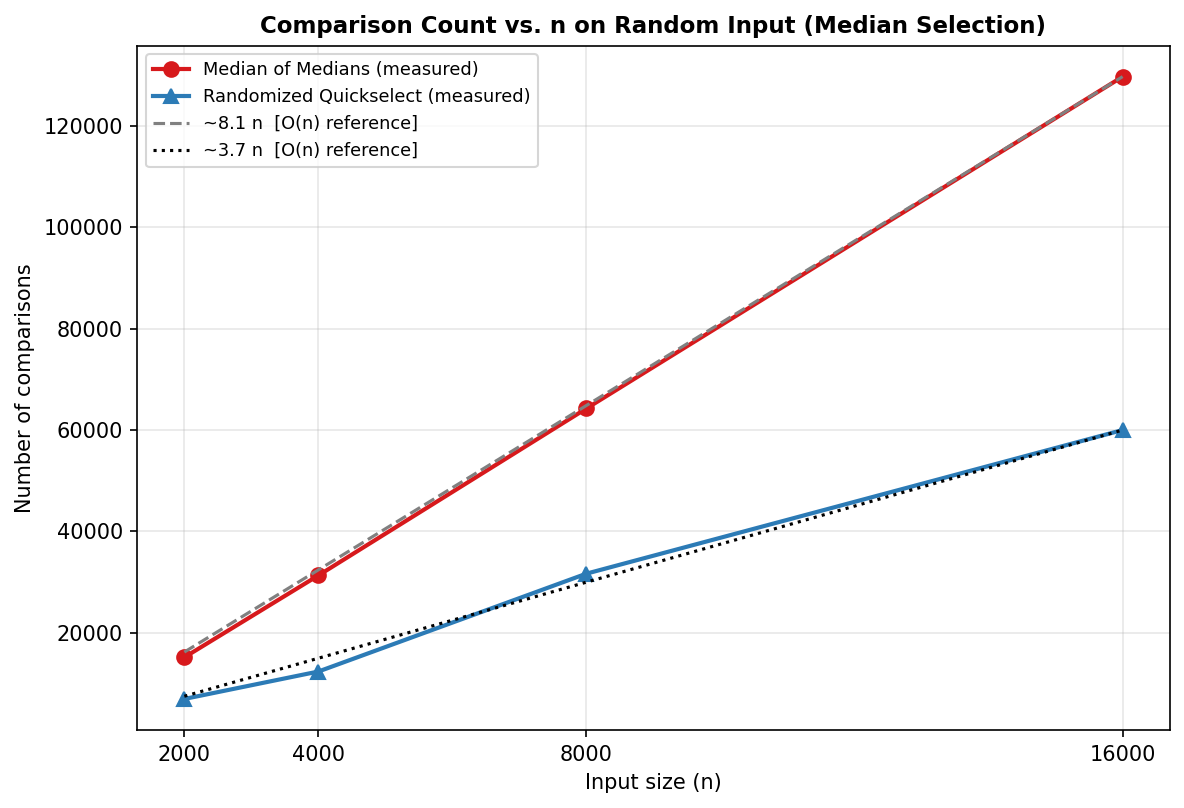 Comparison Count vs. n on Random Input (Median Selection)
Median of Medians (measured)
Randomized Quickselect (measured)
~8.1 n  [O(n) reference]
~3.7 n  [O(n) reference]
Number of comparisons
120000
100000
80000
60000
40000
20000
2000
4000
8000
16000
Input size (n)